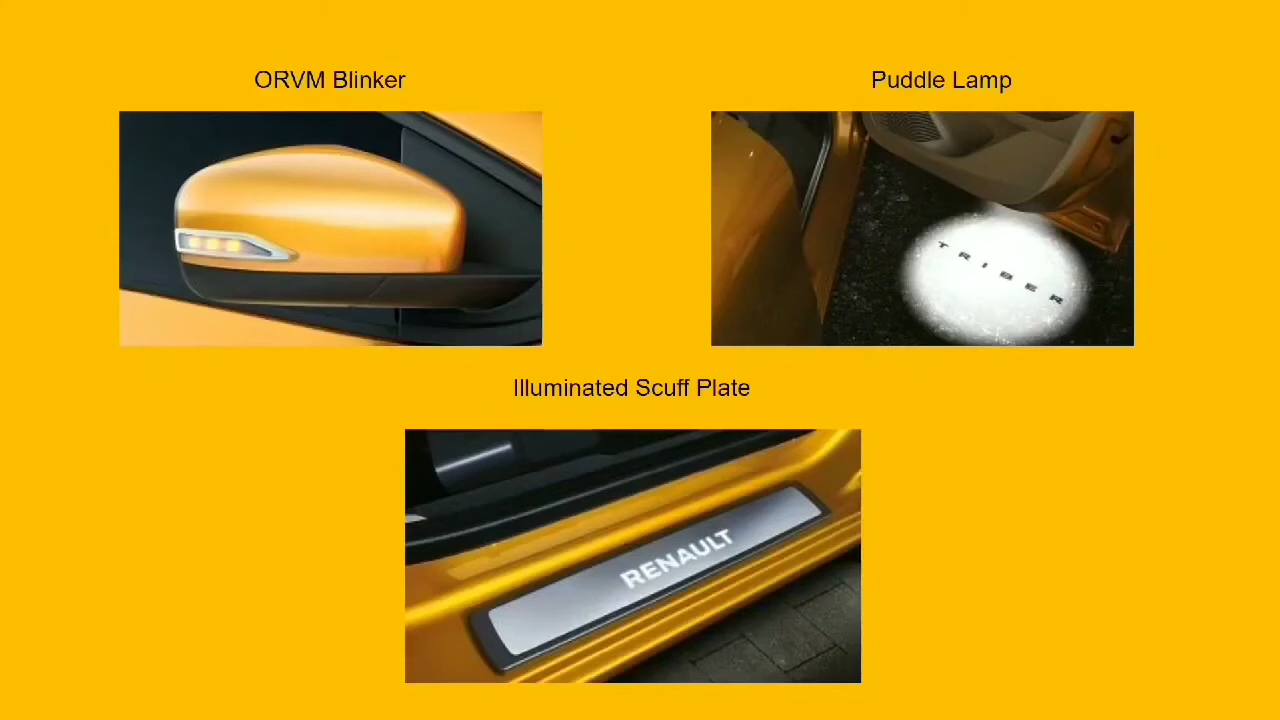 ORVM Blinker
Puddle Lamp
TRIBER
Illuminated Scuff Plate
RENAULT